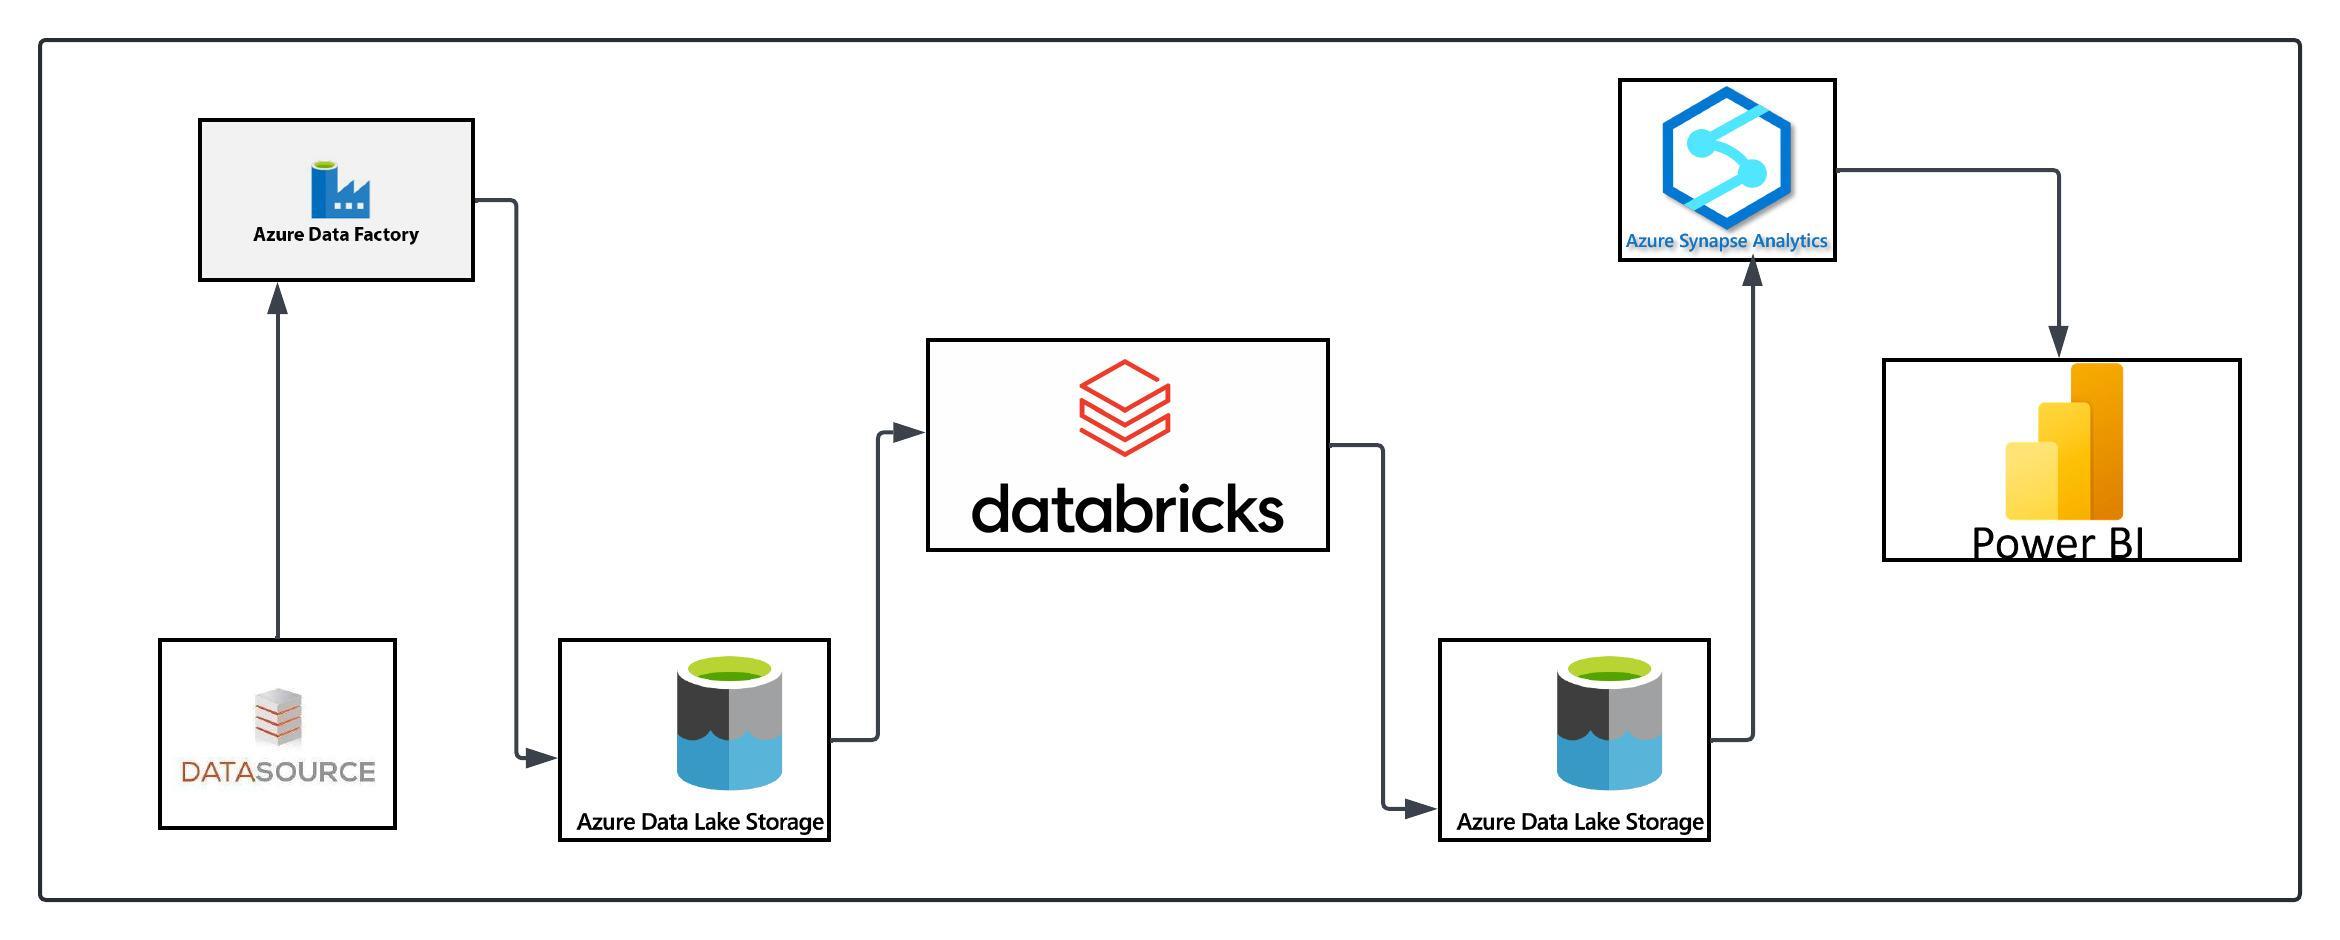 Azure Data Factory
DATASOURCE
Azure Data Lake Storage
databricks
Azure Data Lake Storage
Azure Synapse Analytics
Power BI